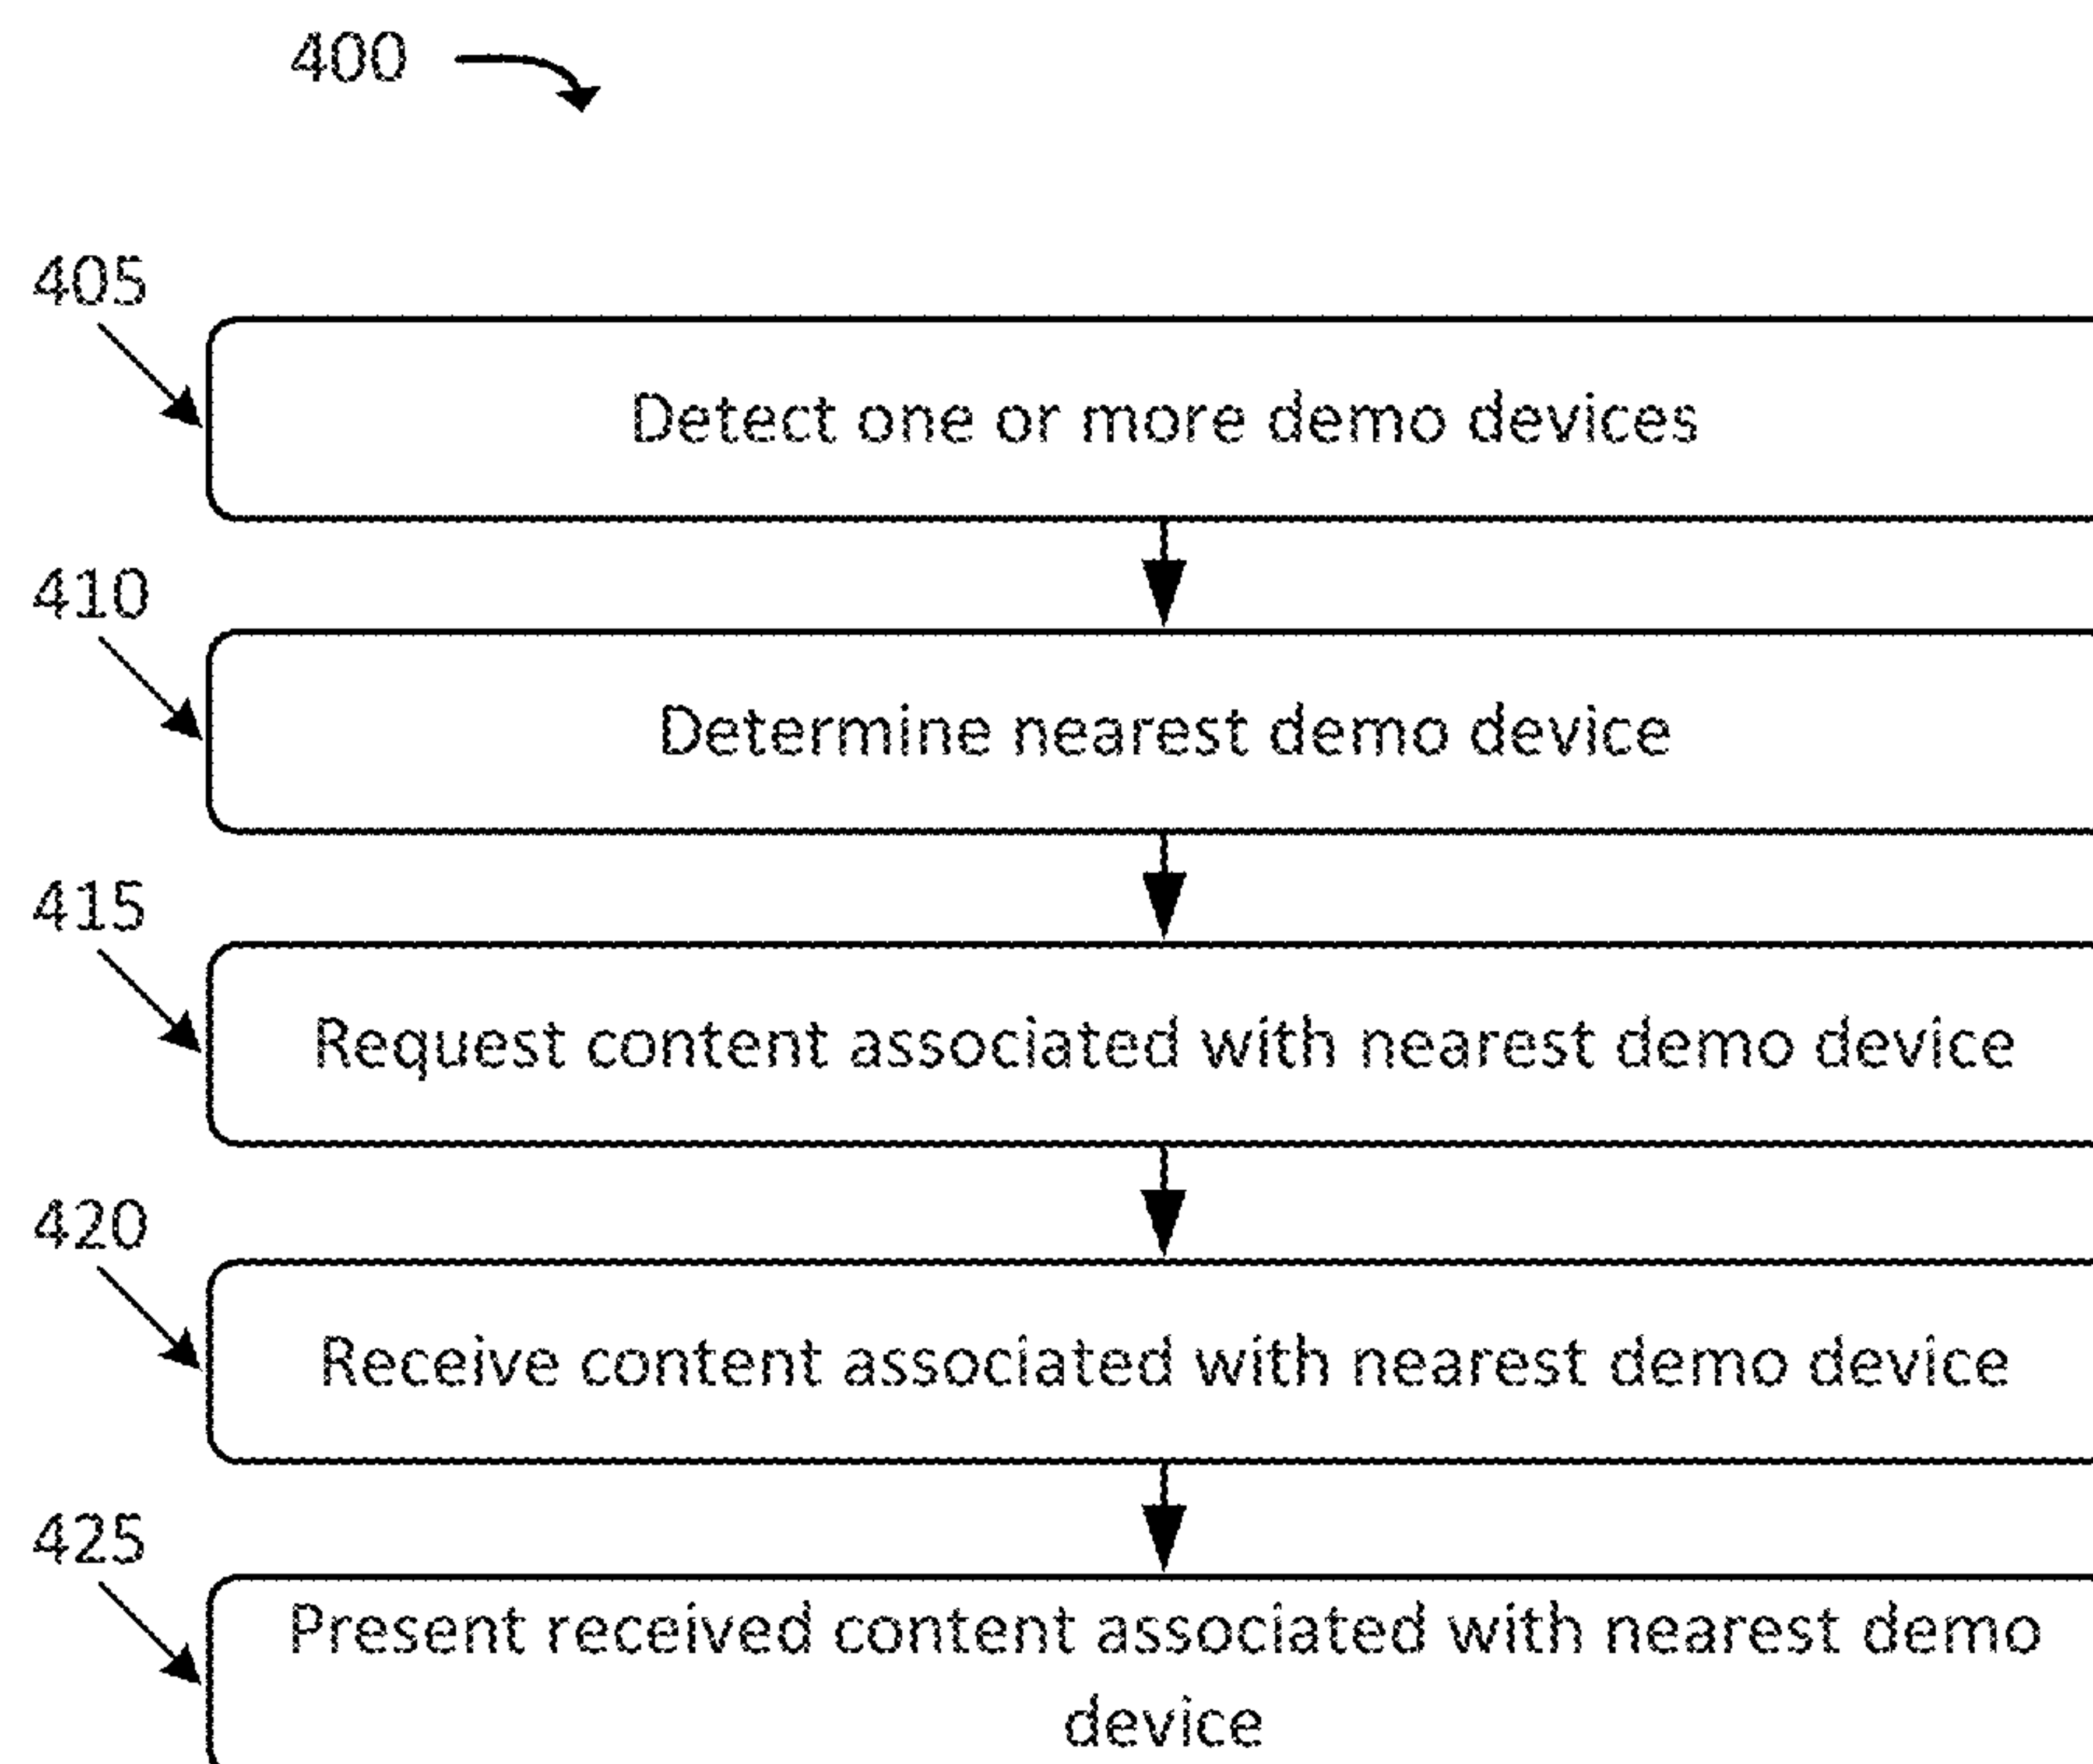 400
405
Detect one or more demo devices
410
Determine nearest demo device
415
Request content associated with nearest demo device
420
Receive content associated with nearest demo device
425
Present received content associated with nearest demo
device